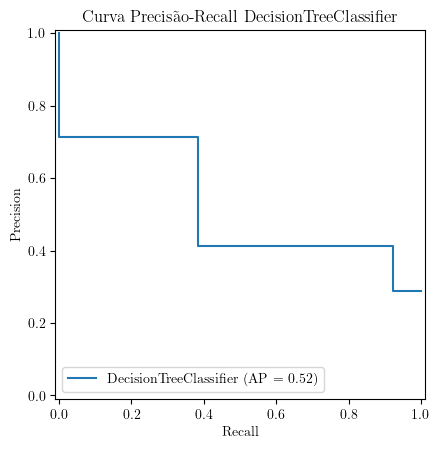 Curva Precisão-Recall DecisionTreeClassifier
1.0
0.8
0.6
0.4
0.2
0.0
Precision
DecisionTreeClassifier (AP = 0.52)
0.0 0.2 0.4 0.6 0.8 1.0
Recall